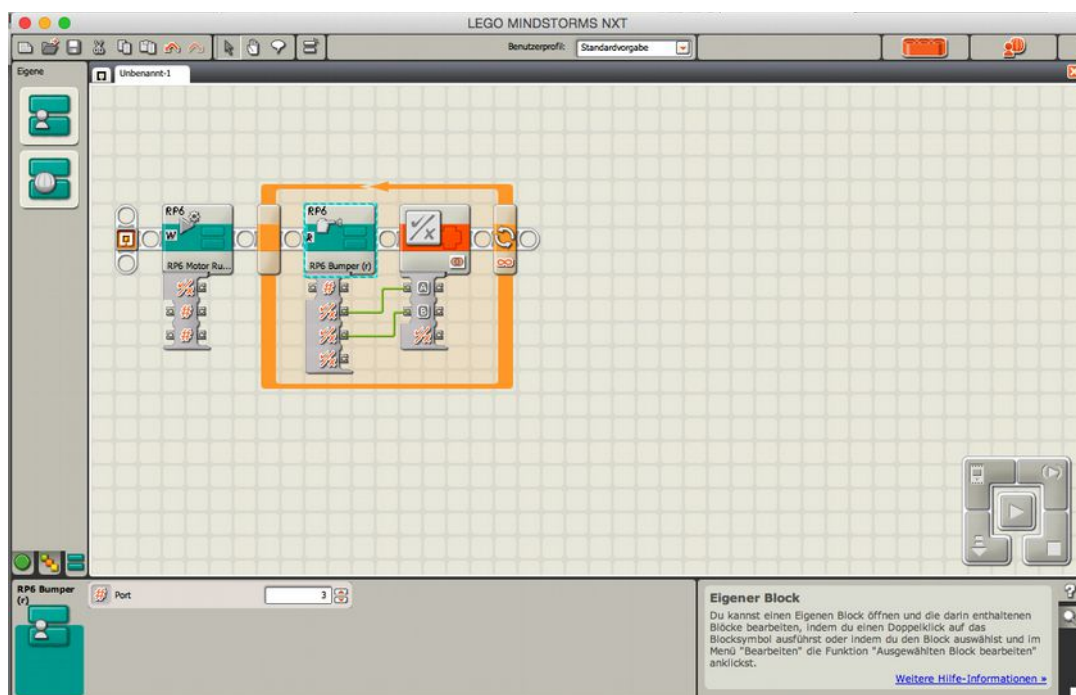 LEGO MINDSTORMS NXT
Benutzerprofil: Standardvorgabe
Eigene
Unbenannt-1
RP6
W
RP6 Motor Ru...
RP6
R
RP6 Bumper (r)
A
B
RP6 Bumper
(r)
Port 3
Eigener Block
Du kannst einen Eigenen Block öffnen und die darin enthaltenen
Blöcke bearbeiten, indem du einen Doppelklick auf das
Blocksymbol ausführst oder indem du den Block auswählst und im
Menü "Bearbeiten" die Funktion "Ausgewählten Block bearbeiten"
anklickst.
Weitere Hilfe-Informationen »